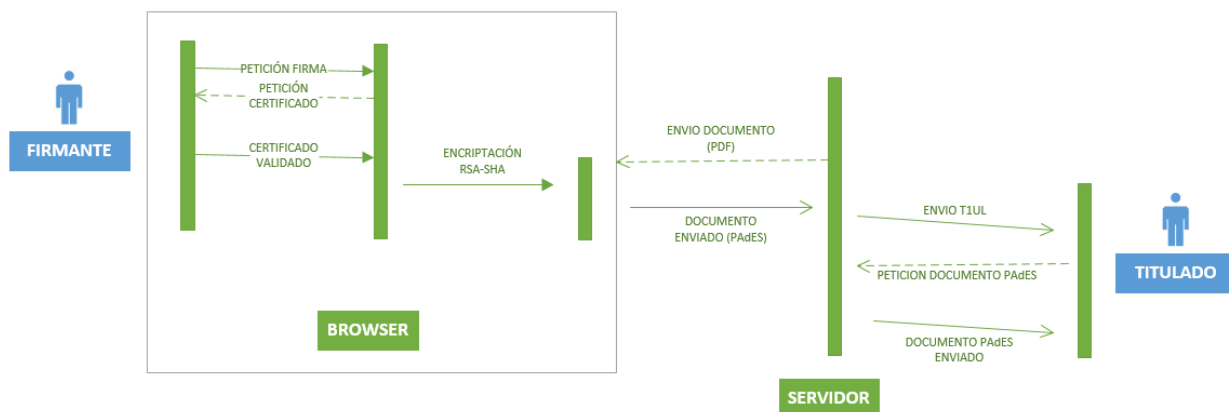 PETICIÓN FIRMA
PETICIÓN
CERTIFICADO
FIRMANTE
CERTIFICADO
VALIDADO
ENCRIPTACIÓN
RSA-SHA
ENVIO DOCUMENTO
(PDF)
DOCUMENTO
ENVIADO (PAdES)
ENVIO T1UL
PETICION DOCUMENTO PAdES
TITULADO
DOCUMENTO PAdES
ENVIADO
BROWSER
SERVIDOR